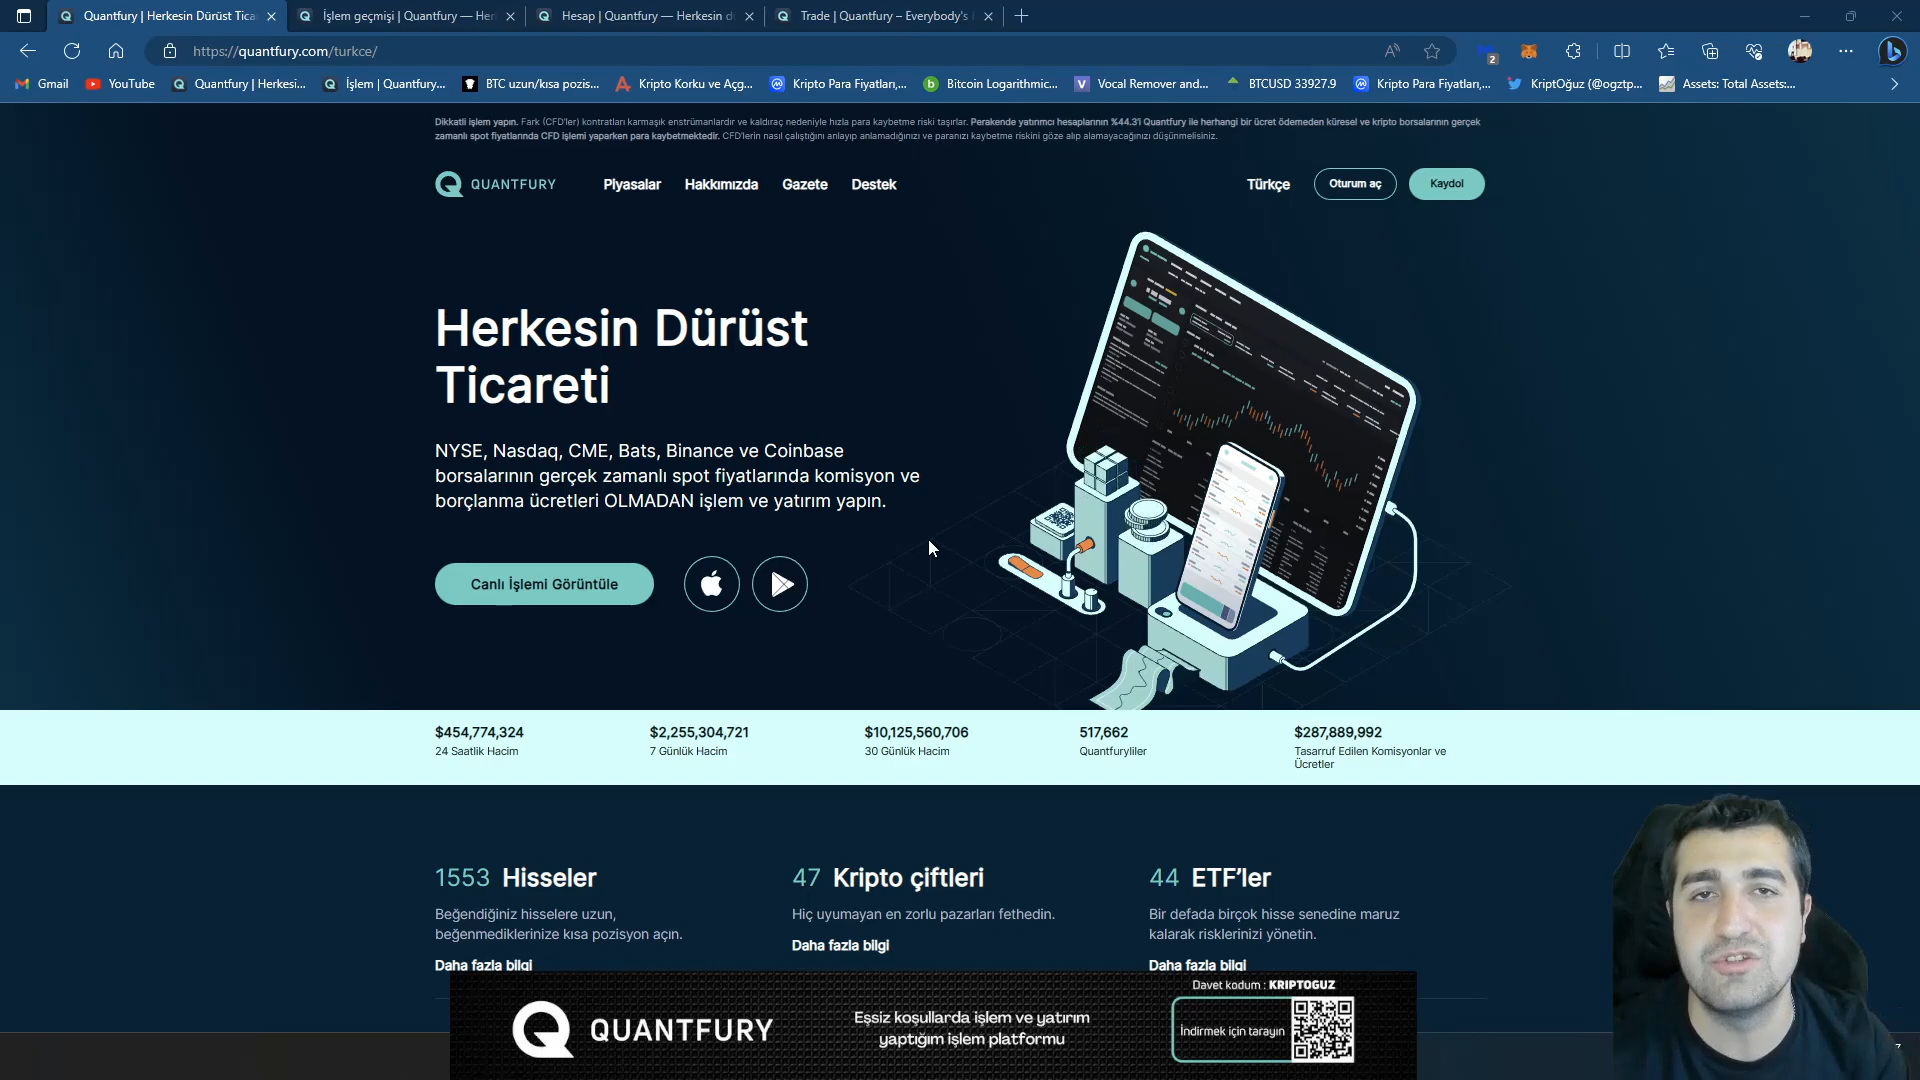 Quantfury | Herkesin Dürüst Tica
İşlem geçmişi | Quantfury — Her
Hesap | Quantfury — Herkesin d
Trade | Quantfury – Everybody's
https://quantfury.com/turkce/
2
Gmail
YouTube
Quantfury | Herkesi...
İşlem | Quantfury...
BTC uzun/kısa pozis...
Kripto Korku ve Açg...
Kripto Para Fiyatları,...
Bitcoin Logarithmic...
Vocal Remover and...
BTCUSD 33927.9
Kripto Para Fiyatları,...
KriptOğuz (@ogztp...
Assets: Total Assets:...
Dikkatli işlem yapın. Fark (CFD'ler) kontratları karmaşık enstrümanlardır ve kaldıraç nedeniyle hızla para kaybetme riski taşırlar. Perakende yatırımcı hesaplarının %44.3'i Quantfury ile herhangi bir ücret ödemeden küresel ve kripto borsalarının gerçek
zamanlı spot fiyatlarında CFD işlemi yaparken para kaybetmektedir. CFD'lerin nasıl çalıştığını anlayıp anlamadığınızı ve paranızı kaybetme riskini göze alıp alamayacağınızı düşünmelisiniz.
QUANTFURY
Piyasalar
Hakkımızda
Gazete
Destek
Türkçe
Oturum aç
Kaydol
Herkesin Dürüst
Ticareti
NYSE, Nasdaq, CME, Bats, Binance ve Coinbase
borsalarının gerçek zamanlı spot fiyatlarında komisyon ve
borçlanma ücretleri OLMADAN işlem ve yatırım yapın.
Canlı İşlemi Görüntüle
$454,774,324
24 Saatlik Hacim
$2,255,304,721
7 Günlük Hacim
$10,125,560,706
30 Günlük Hacim
517,662
Quantfuryliler
$287,889,992
Tasarruf Edilen Komisyonlar ve
Ücretler
1553 Hisseler
Beğendiğiniz hisselere uzun,
beğenmediklerinize kısa pozisyon açın.
Daha fazla bilgi
47 Kripto çiftleri
Hiç uyumayan en zorlu pazarları fethedin.
Daha fazla bilgi
44 ETF'ler
Bir defada birçok hisse senedine maruz
kalarak risklerinizi yönetin.
Daha fazla bilgi
QUANTFURY
Eşsiz koşullarda işlem ve yatırım
yaptığım işlem platformu
Davet kodum : KRIPTOGUZ
İndirmek için tarayın